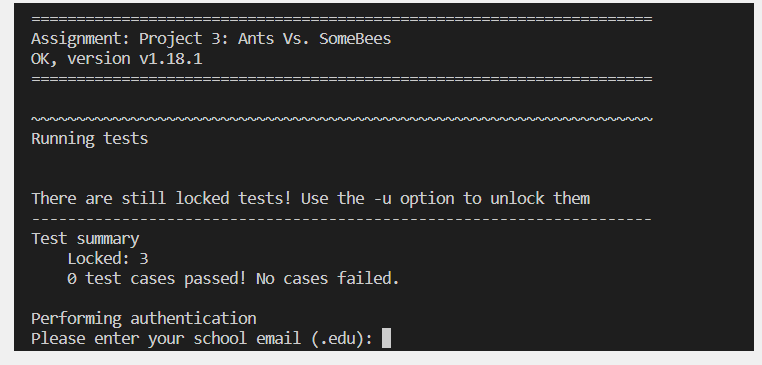 =====================================================================
Assignment: Project 3: Ants Vs. SomeBees
OK, version v1.18.1
=====================================================================
~~~~~~~~~~~~~~~~~~~~~~~~~~~~~~~~~~~~~~~~~~~~~~~~~~~~~~~~~~~~~~~~~~~~~
Running tests
There are still locked tests! Use the -u option to unlock them
---------------------------------------------------------------------
Test summary
    Locked: 3
    0 test cases passed! No cases failed.
Performing authentication
Please enter your school email (.edu):